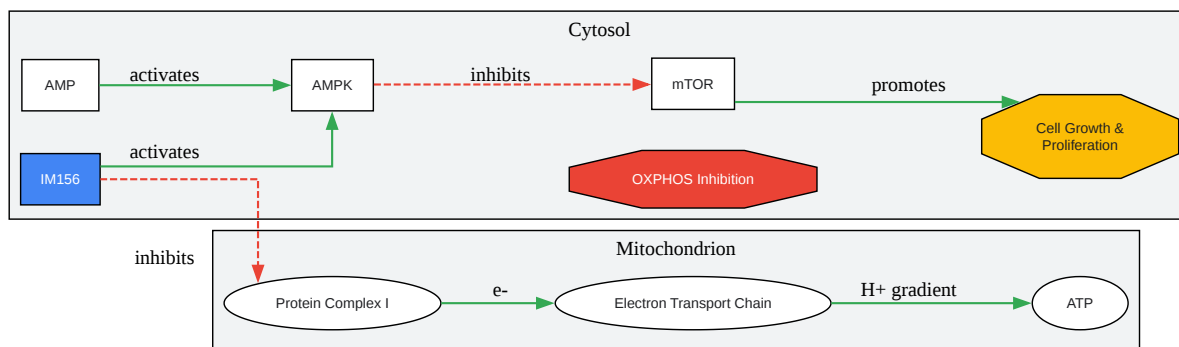 Cytosol
AMP
activates
AMPK
inhibits
mTOR
promotes
Cell Growth &
Proliferation
IM156
activates
OXPHOS Inhibition
inhibits
Mitochondrion
Protein Complex I
e-
Electron Transport Chain
H+ gradient
ATP